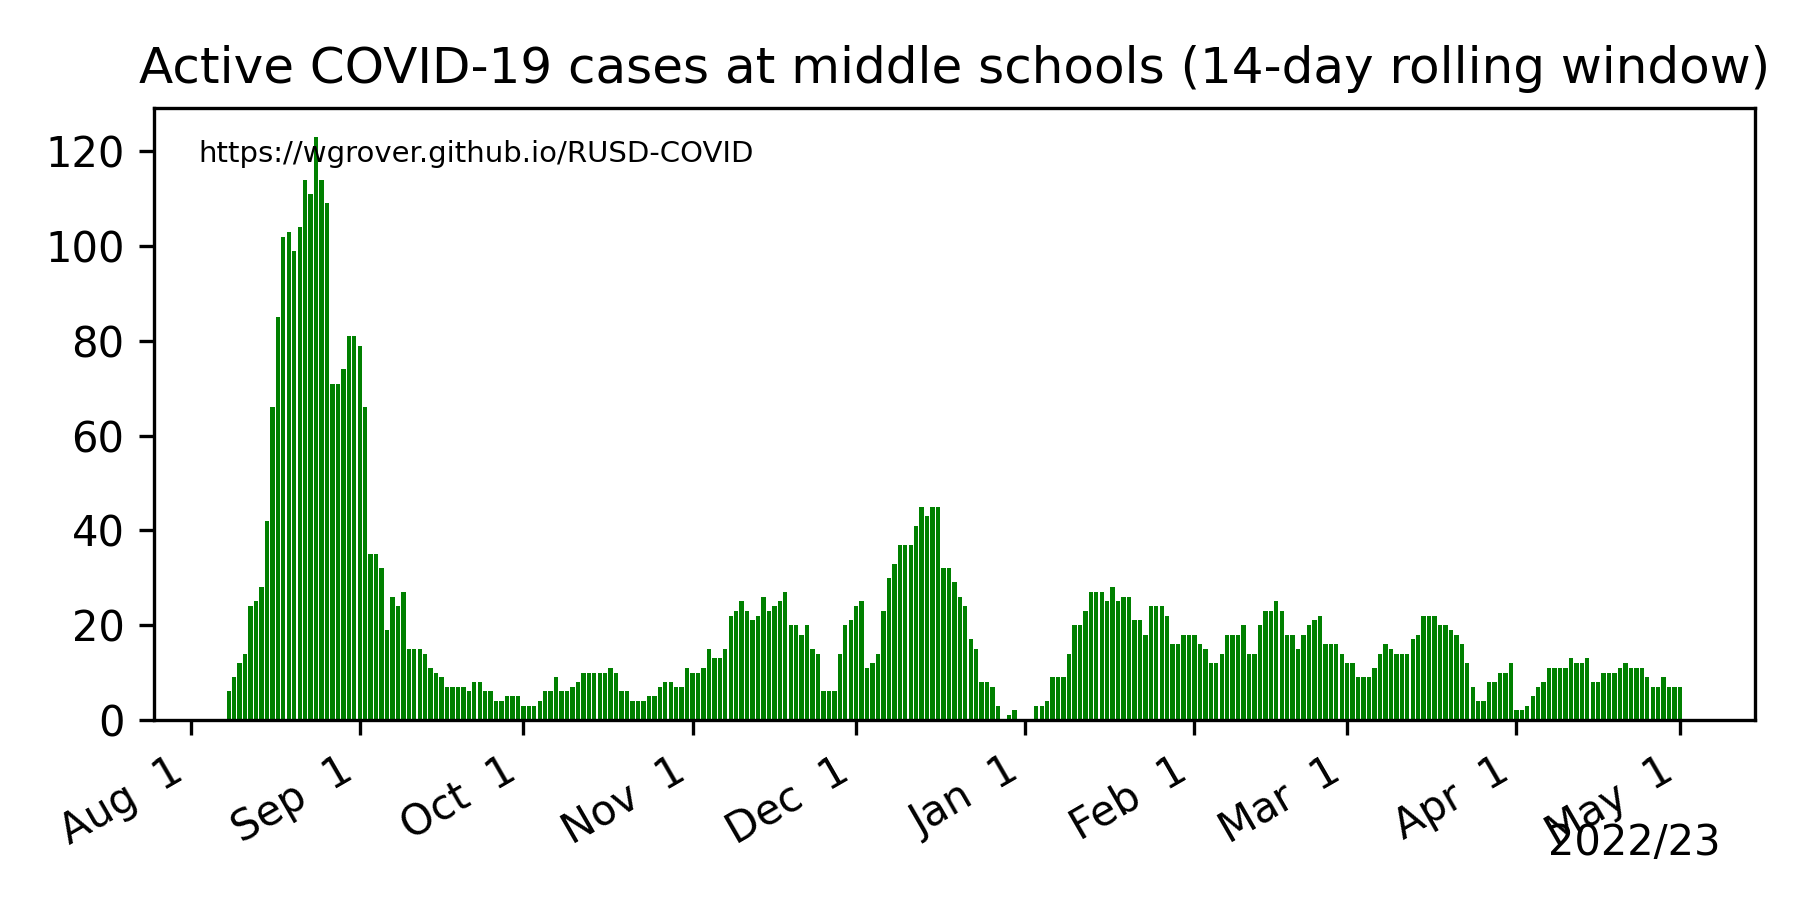 Active COVID-19 cases at middle schools (14-day rolling window)
https://wgrover.github.io/RUSD-COVID
120
100
80
60
40
20
0
Aug 1
Sep 1
Oct 1
Nov 1
Dec 1
Jan 1
Feb 1
Mar 1
Apr 1
May 1
2022/23